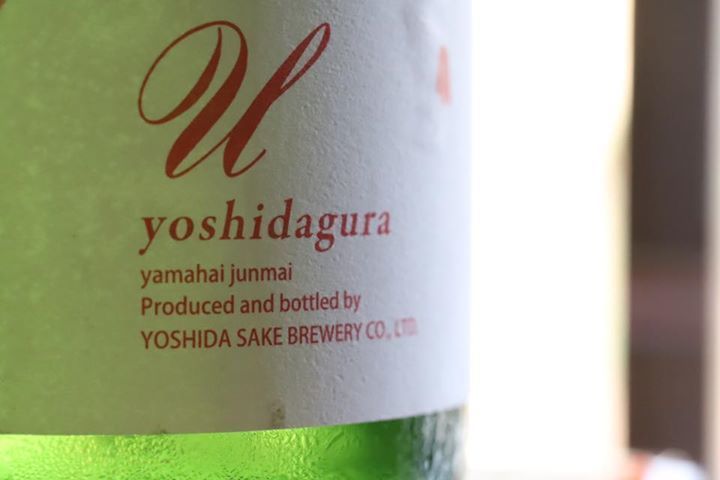 u
yoshidagura
yamahai junmai
Produced and bottled by
YOSHIDA SAKE BREWERY CO., LTD.